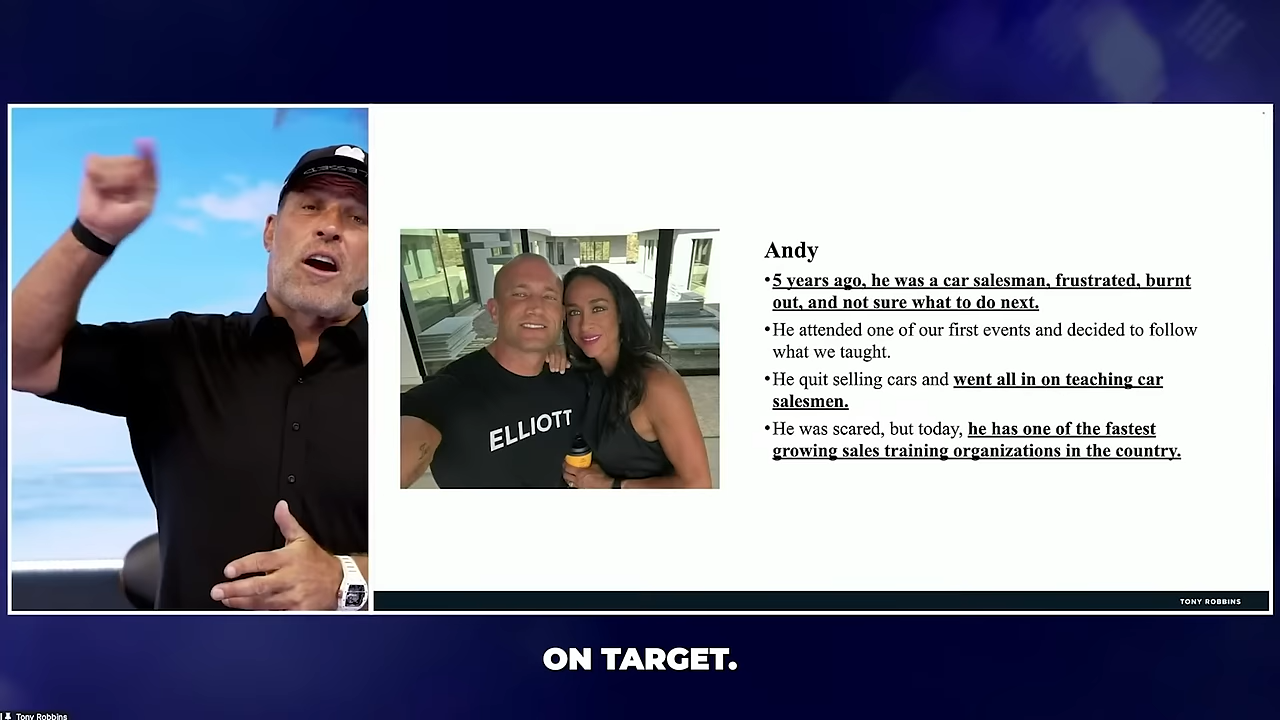 Andy
•5 years ago, he was a car salesman, frustrated, burnt
out, and not sure what to do next.
•He attended one of our first events and decided to follow
what we taught.
•He quit selling cars and went all in on teaching car
salesmen.
•He was scared, but today, he has one of the fastest
growing sales training organizations in the country.
ELLIOTT
TONY ROBBINS
ON TARGET.
Tony Robbins